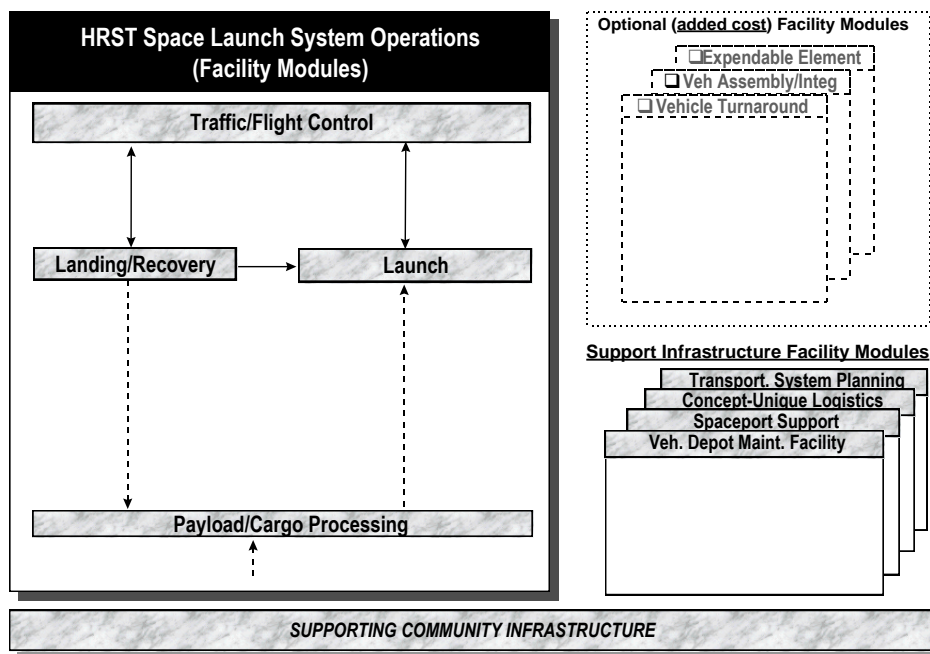 HRST Space Launch System Operations
(Facility Modules)
Traffic/Flight Control
Landing/Recovery
Launch
Payload/Cargo Processing
Optional (added cost) Facility Modules
❑Expendable Element
❑ Veh Assembly/Integ
❑ Vehicle Turnaround
Support Infrastructure Facility Modules
Transport. System Planning
Concept-Unique Logistics
Spaceport Support
Veh. Depot Maint. Facility
SUPPORTING COMMUNITY INFRASTRUCTURE